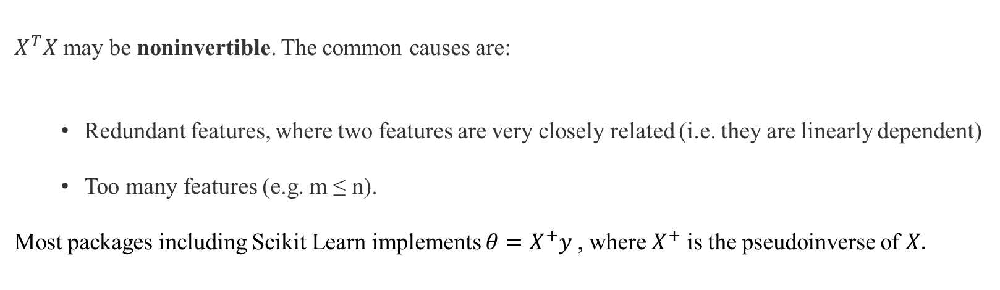 𝑋ᵀ𝑋 may be noninvertible. The common causes are:
• Redundant features, where two features are very closely related (i.e. they are linearly dependent)
• Too many features (e.g. m ≤ n).
Most packages including Scikit Learn implements 𝜃 = 𝑋⁺𝑦 , where 𝑋⁺ is the pseudoinverse of 𝑋.